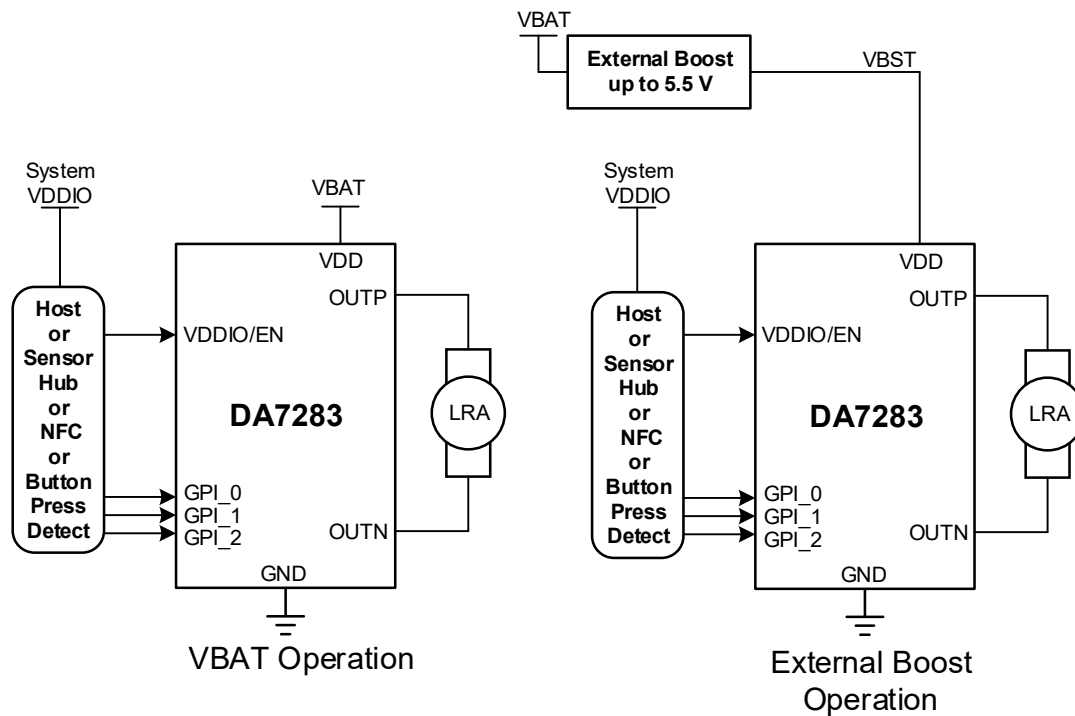 System
VDDIO
VBAT
VDD
OUTP
Host
or
Sensor
Hub
or
NFC
or
Button
Press
Detect
VDDIO/EN
DA7283
LRA
GPI_0
GPI_1
GPI_2
OUTN
GND
VBAT Operation
VBAT
External Boost
up to 5.5 V
VBST
System
VDDIO
VDD
OUTP
Host
or
Sensor
Hub
or
NFC
or
Button
Press
Detect
VDDIO/EN
DA7283
LRA
GPI_0
GPI_1
GPI_2
OUTN
GND
External Boost
Operation